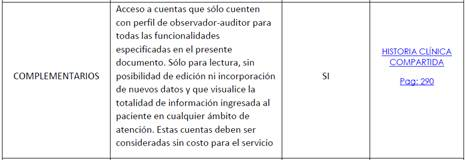 Acceso a cuentas que sólo cuenten
con perfil de observador-auditor para
todas las funcionalidades
especificadas en el presente
documento. Sólo para lectura, sin
COMPLEMENTARIOS
posibilidad de edición ni incorporación
de nuevos datos y que visualice la
totalidad de información ingresada al
paciente en cualquier ámbito de
atención. Estas cuentas deben ser
consideradas sin costo para el servicio
SI
HISTORIA CLÍNICA
COMPARTIDA
Pag: 290